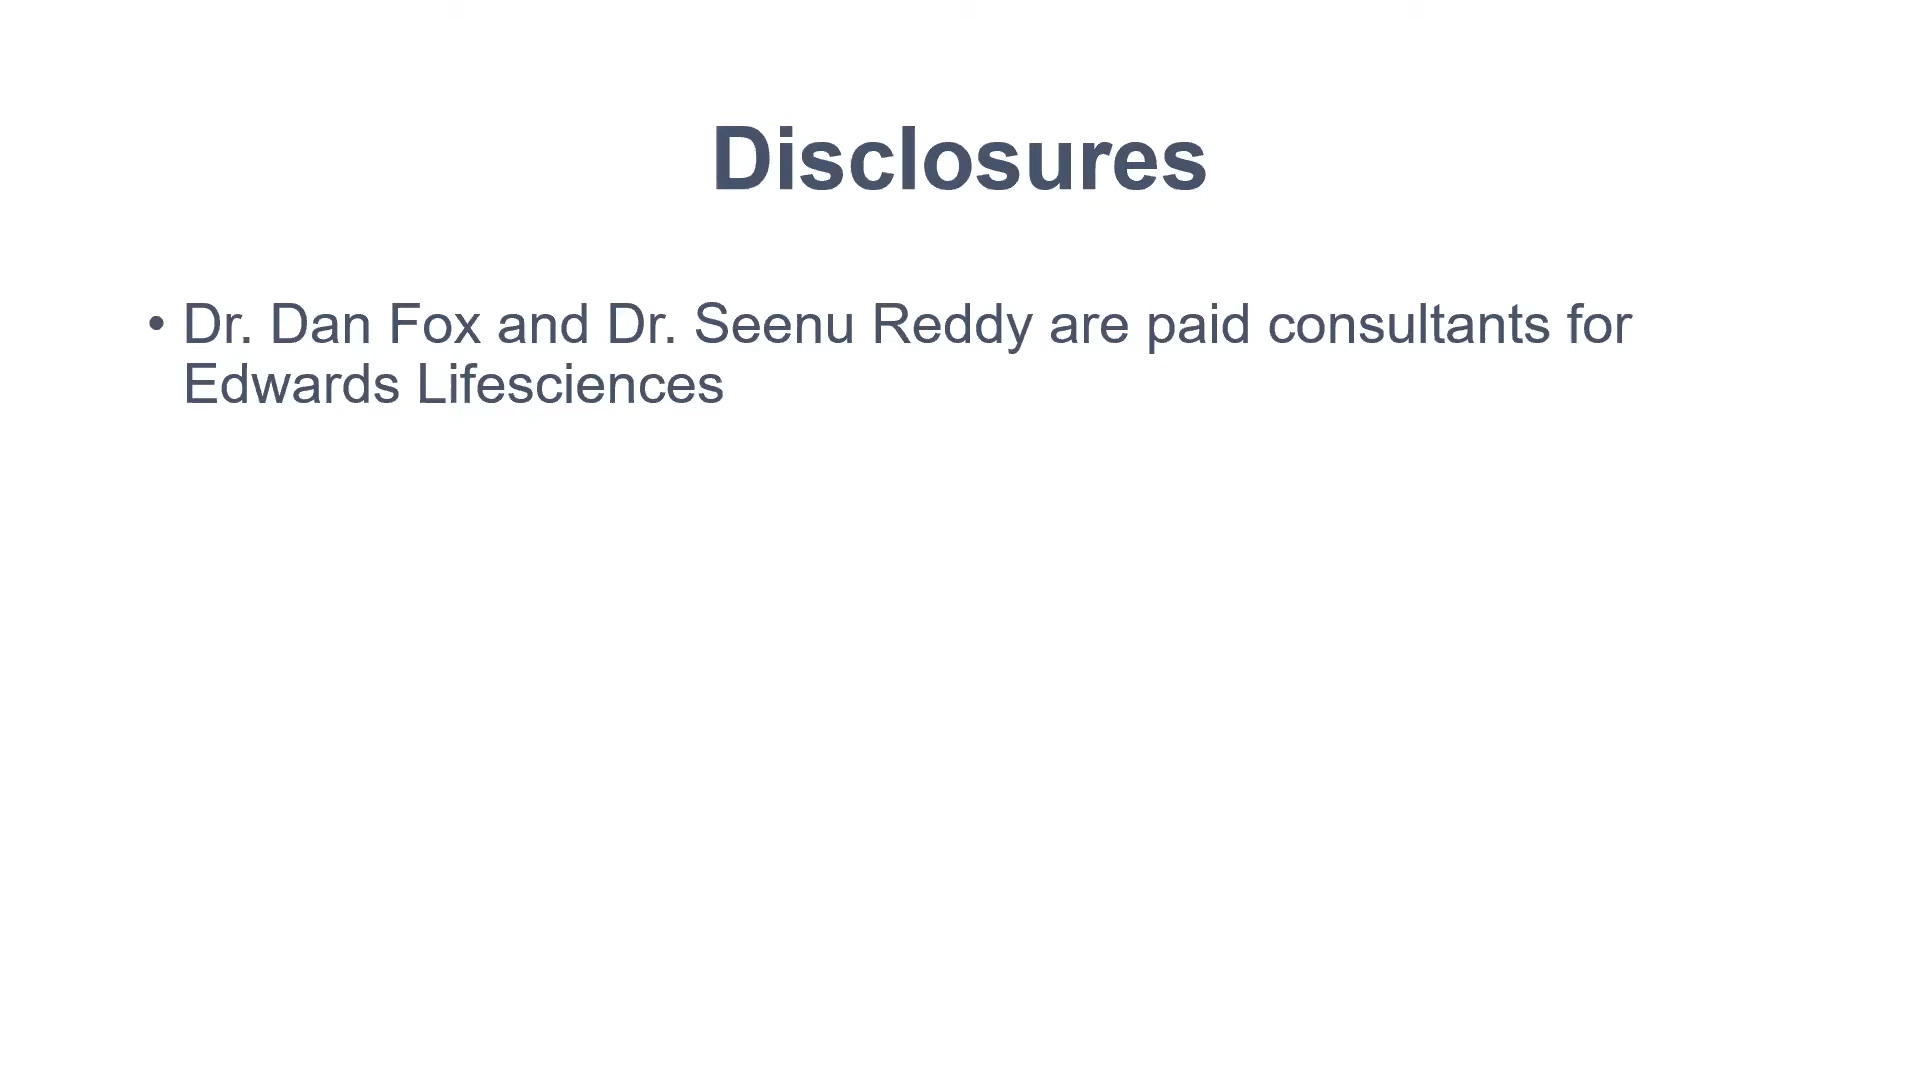 Disclosures
• Dr. Dan Fox and Dr. Seenu Reddy are paid consultants for
Edwards Lifesciences